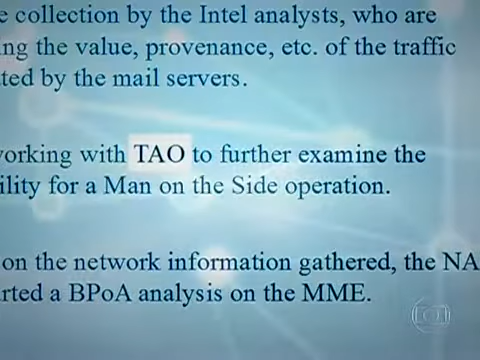 e collection by the Intel analysts, who are
ng the value, provenance, etc. of the traffic
ted by the mail servers.
vorking with TAO to further examine the
ility for a Man on the Side operation.
on the network information gathered, the NA
rted a BPoA analysis on the MME.